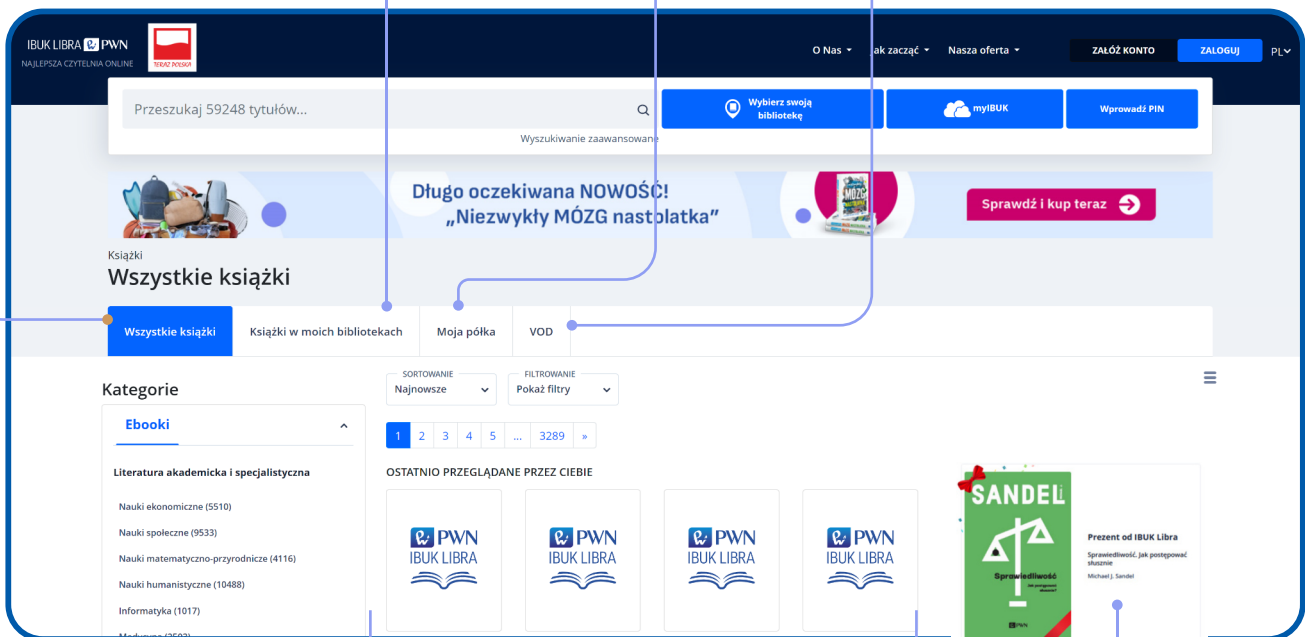 IBUK LIBRA PWN
NAJLEPSZA CZYTELNIA ONLINE
TERAZ POLSKA
O Nas
Jak zacząć
Nasza oferta
ZAŁÓŻ KONTO
ZALOGUJ
PL
Przeszukaj 59248 tytułów...
Wyszukiwanie zaawansowane
Wybierz swoją
bibliotekę
myIBUK
Wprowadź PIN
Długo oczekiwana NOWOŚĆ!
„Niezwykły MÓZG nastolatka”
MÓZG
Sprawdź i kup teraz
Książki
Wszystkie książki
Wszystkie książki
Książki w moich bibliotekach
Moja półka
VOD
Kategorie
Ebooki
Literatura akademicka i specjalistyczna
Nauki ekonomiczne (5510)
Nauki społeczne (9533)
Nauki matematyczno-przyrodnicze (4116)
Nauki humanistyczne (10488)
Informatyka (1017)
SORTOWANIE
Najnowsze
FILTROWANIE
Pokaż filtry
1 2 3 4 5 ... 3289 »
OSTATNIO PRZEGLĄDANE PRZEZ CIEBIE
PWN
IBUK LIBRA
PWN
IBUK LIBRA
PWN
IBUK LIBRA
PWN
IBUK LIBRA
SANDEL
Sprawiedliwość
Jak postępować
słusznie?
PWN
Prezent od IBUK Libra
Sprawiedliwość. Jak postępować
słusznie
Michael J. Sandel